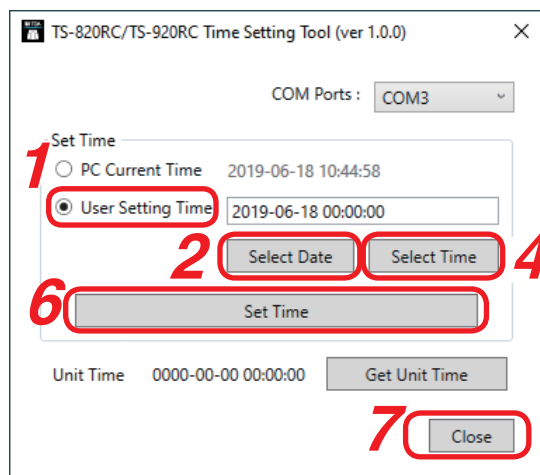 TS-820RC/TS-920RC Time Setting Tool (ver 1.0.0)
COM Ports : COM3
Set Time
1 PC Current Time 2019-06-18 10:44:58
User Setting Time 2019-06-18 00:00:00
2 Select Date Select Time 4
6 Set Time
Unit Time 0000-00-00 00:00:00 Get Unit Time
7 Close